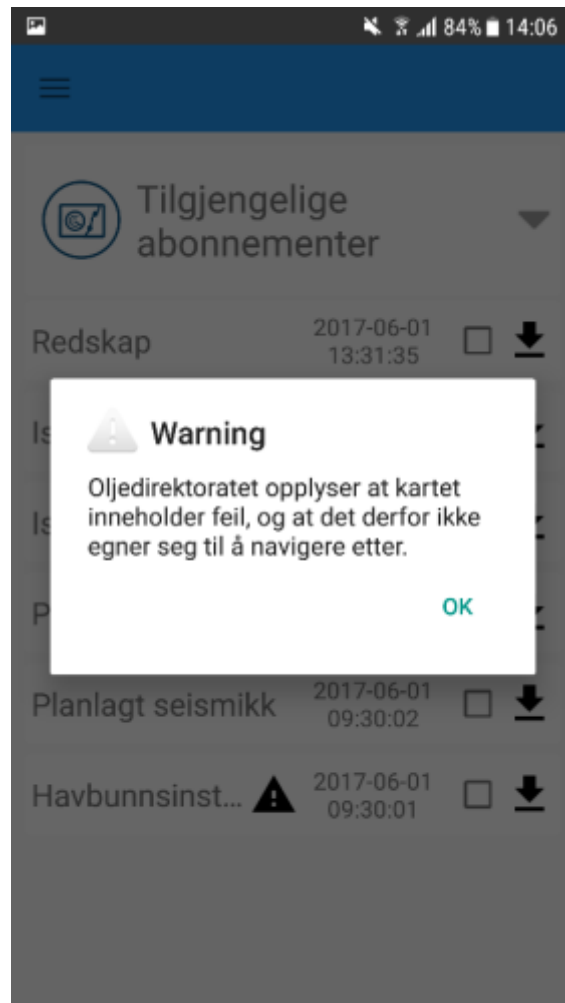 84% 14:06
Tilgjengelige
abonnementer
Redskap
2017-06-01
13:31:35
Is
Warning
Oljedirektoratet opplyser at kartet
inneholder feil, og at det derfor ikke
egner seg til å navigere etter.
Is
P
OK
Planlagt seismikk
2017-06-01
09:30:02
Havbunnsinst...
2017-06-01
09:30:01